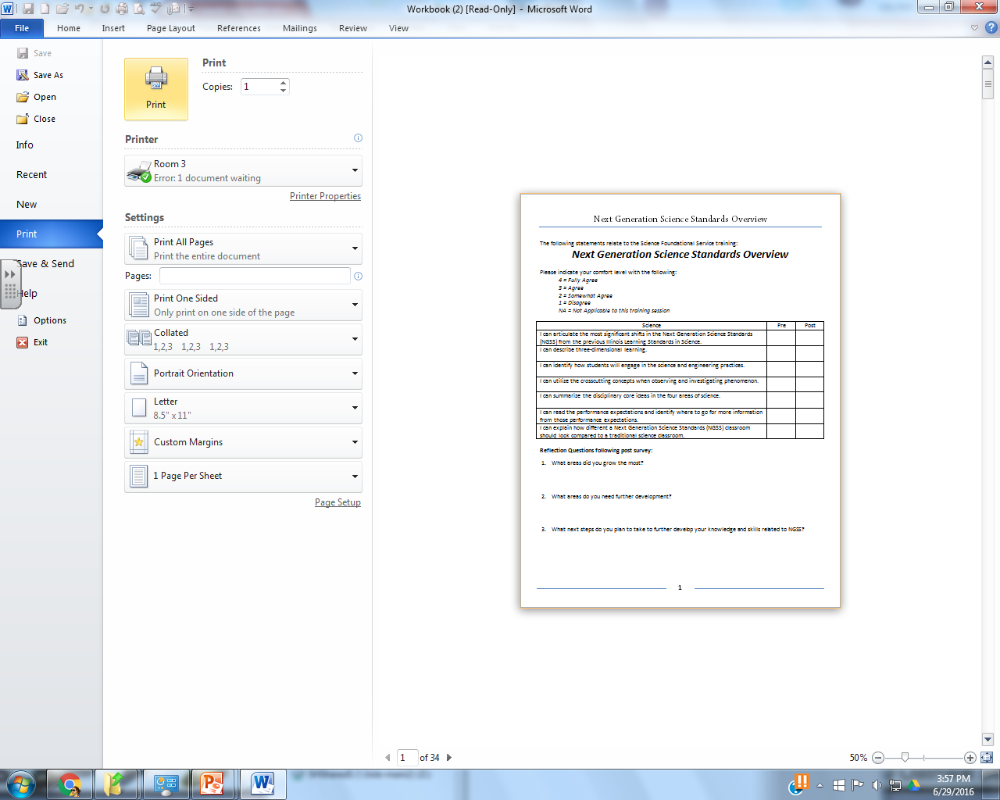 Workbook (2) [Read-Only] - Microsoft Word
File Home Insert Page Layout References Mailings Review View
Save
Save As
Open
Close
Info
Recent
New
Print
Save & Send
Help
Options
Exit
Print
Print
Copies: 1
Printer
Room 3
Error: 1 document waiting
Printer Properties
Settings
Print All Pages
Print the entire document
Pages:
Print One Sided
Only print on one side of the page
Collated
1,2,3 1,2,3 1,2,3
Portrait Orientation
Letter
8.5" x 11"
Custom Margins
1 Page Per Sheet
Page Setup
Next Generation Science Standards Overview
The following statements relate to the Science Foundational Service training:
Next Generation Science Standards Overview
Please indicate your comfort level with the following:
4 = Fully Agree
3 = Agree
2 = Somewhat Agree
1 = Disagree
NA = Not Applicable to this training session
Science Pre Post
I can articulate the most significant shifts in the Next Generation Science Standards
(NGSS) from the previous Illinois Learning Standards in Science.
I can describe three-dimensional learning.
I can identify how students will engage in the science and engineering practices.
I can utilize the crosscutting concepts when observing and investigating phenomenon.
I can summarize the disciplinary core ideas in the four areas of science.
I can read the performance expectations and identify where to go for more information
from those performance expectations.
I can explain how different a Next Generation Science Standards (NGSS) classroom
should look compared to a traditional science classroom.
Reflection Questions following post survey:
1. What areas did you grow the most?
2. What areas do you need further development?
3. What next steps do you plan to take to further develop your knowledge and skills related to NGSS?
1
1 of 34
50%
3:57 PM
6/29/2016